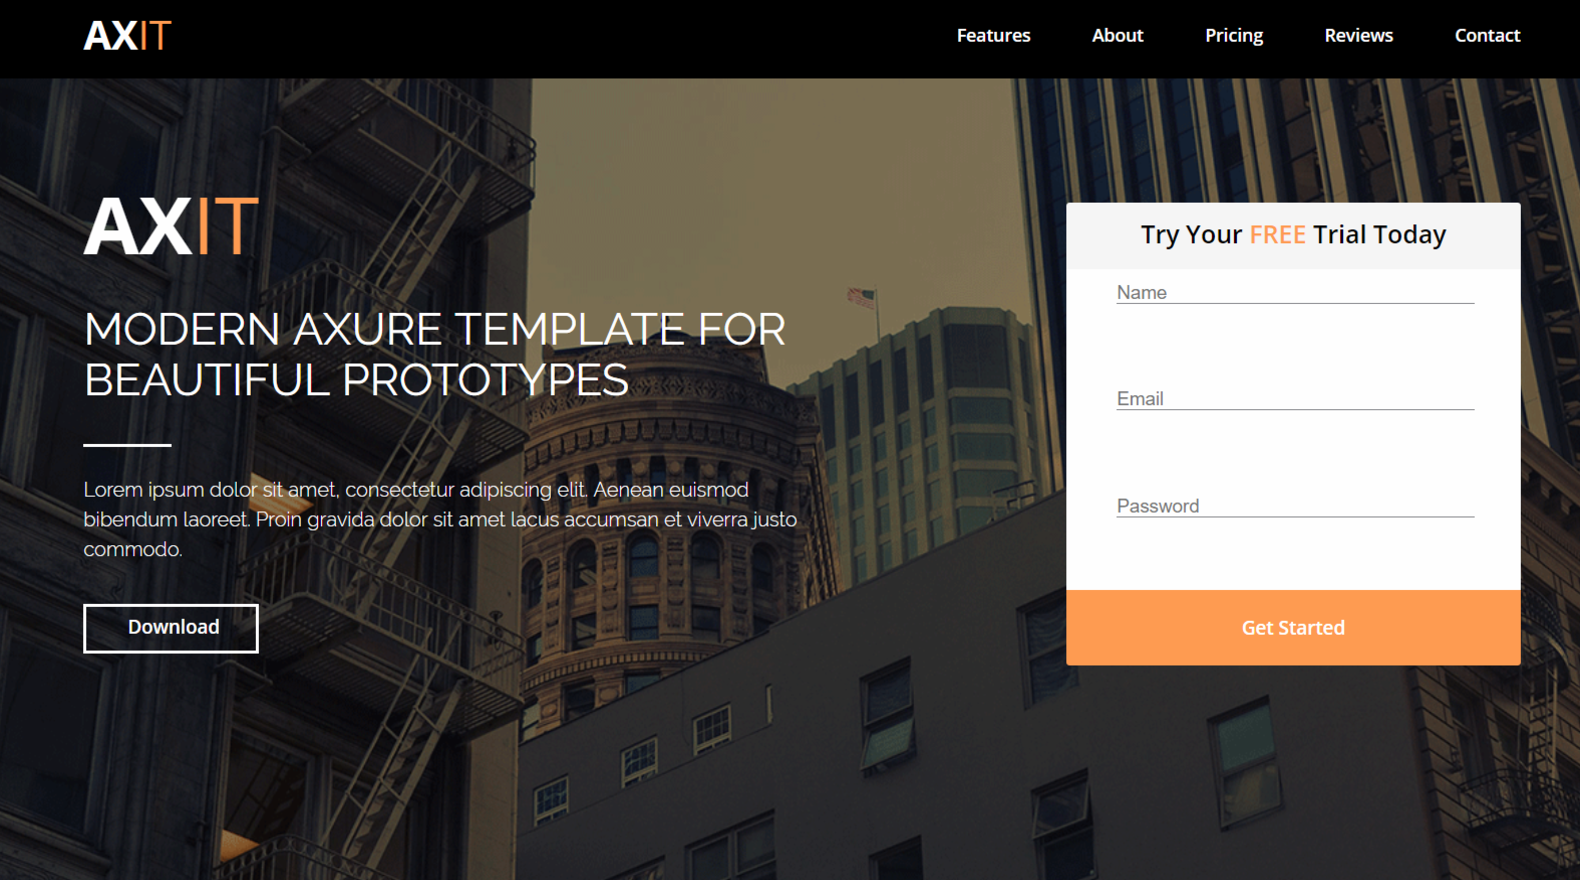 AXIT
Features
About
Pricing
Reviews
Contact
AXIT
MODERN AXURE TEMPLATE FOR
BEAUTIFUL PROTOTYPES
Lorem ipsum dolor sit amet, consectetur adipiscing elit. Aenean euismod
bibendum laoreet. Proin gravida dolor sit amet lacus accumsan et viverra justo
commodo.
Download
Try Your FREE Trial Today
Name
Email
Password
Get Started